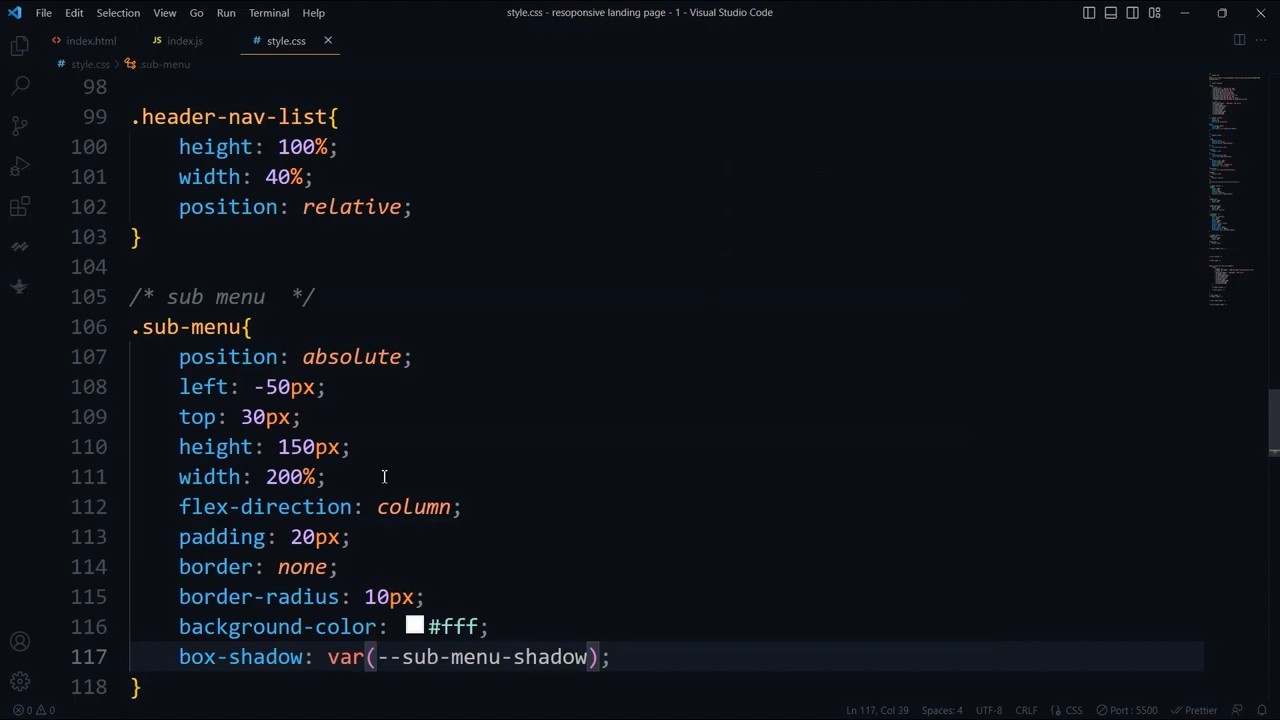 File Edit Selection View Go Run Terminal Help
style.css - resoponsive landing page - 1 - Visual Studio Code
index.html
JS index.js
# style.css
# style.css > .sub-menu
98
99 .header-nav-list{
100 height: 100%;
101 width: 40%;
102 position: relative;
103 }
104
105 /* sub menu  */
106 .sub-menu{
107 position: absolute;
108 left: -50px;
109 top: 30px;
110 height: 150px;
111 width: 200%;
112 flex-direction: column;
113 padding: 20px;
114 border: none;
115 border-radius: 10px;
116 background-color: #fff;
117 box-shadow: var(--sub-menu-shadow);
118 }
0 0 Ln 117, Col 39 Spaces: 4 UTF-8 CRLF {} CSS Port : 5500 Prettier